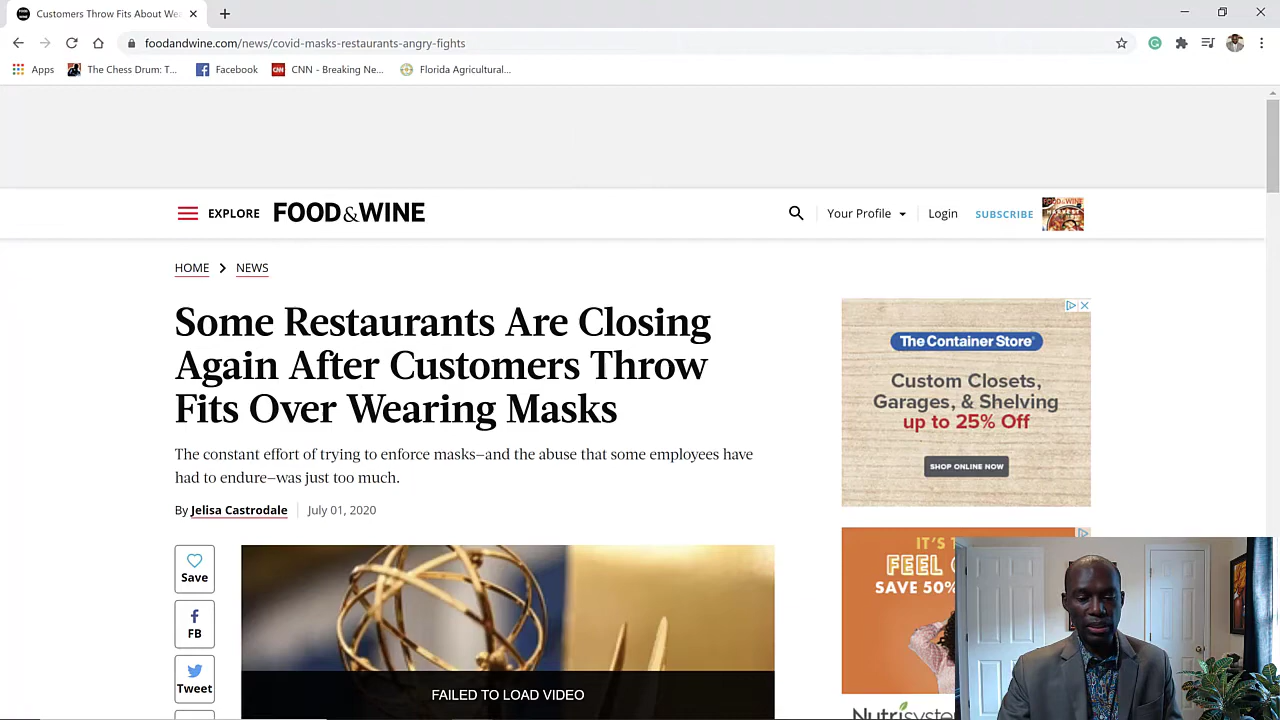 Customers Throw Fits About We
foodandwine.com/news/covid-masks-restaurants-angry-fights
Apps The Chess Drum: T... Facebook CNN - Breaking Ne... Florida Agricultural...
EXPLORE FOOD&WINE Your Profile Login SUBSCRIBE
HOME NEWS
Some Restaurants Are Closing
Again After Customers Throw
Fits Over Wearing Masks
The constant effort of trying to enforce masks—and the abuse that some employees have
had to endure—was just too much.
By Jelisa Castrodale July 01, 2020
Save
FB
Tweet
FAILED TO LOAD VIDEO
The Container Store
Custom Closets,
Garages, & Shelving
up to 25% Off
SHOP ONLINE NOW
IT'S
FEEL
SAVE 50%
Nutrisystem